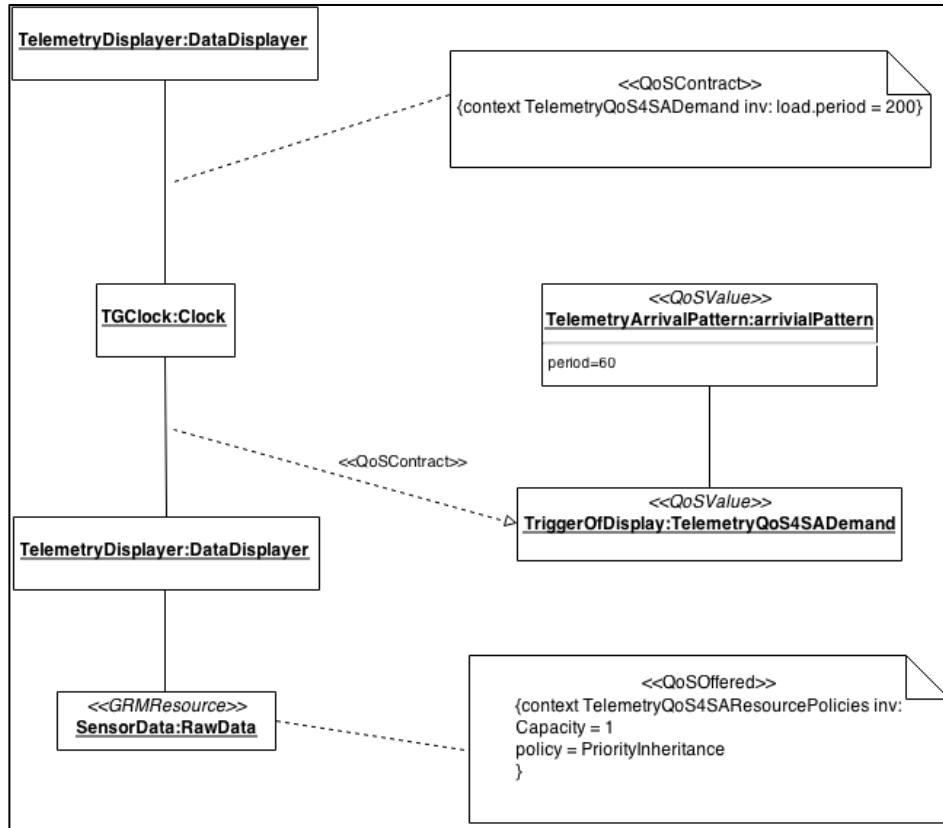 TelemetryDisplayer:DataDisplayer
<<QoSContract>>
{context TelemetryQoS4SADemand inv: load.period = 200}
TGClock:Clock
<<QoSValue>>
TelemetryArrivalPattern:arrivialPattern
period=60
<<QoSContract>>
<<QoSValue>>
TriggerOfDisplay:TelemetryQoS4SADemand
TelemetryDisplayer:DataDisplayer
<<GRMResource>>
SensorData:RawData
<<QoSOffered>>
{context TelemetryQoS4SAResourcePolicies inv:
Capacity = 1
policy = PriorityInheritance
}